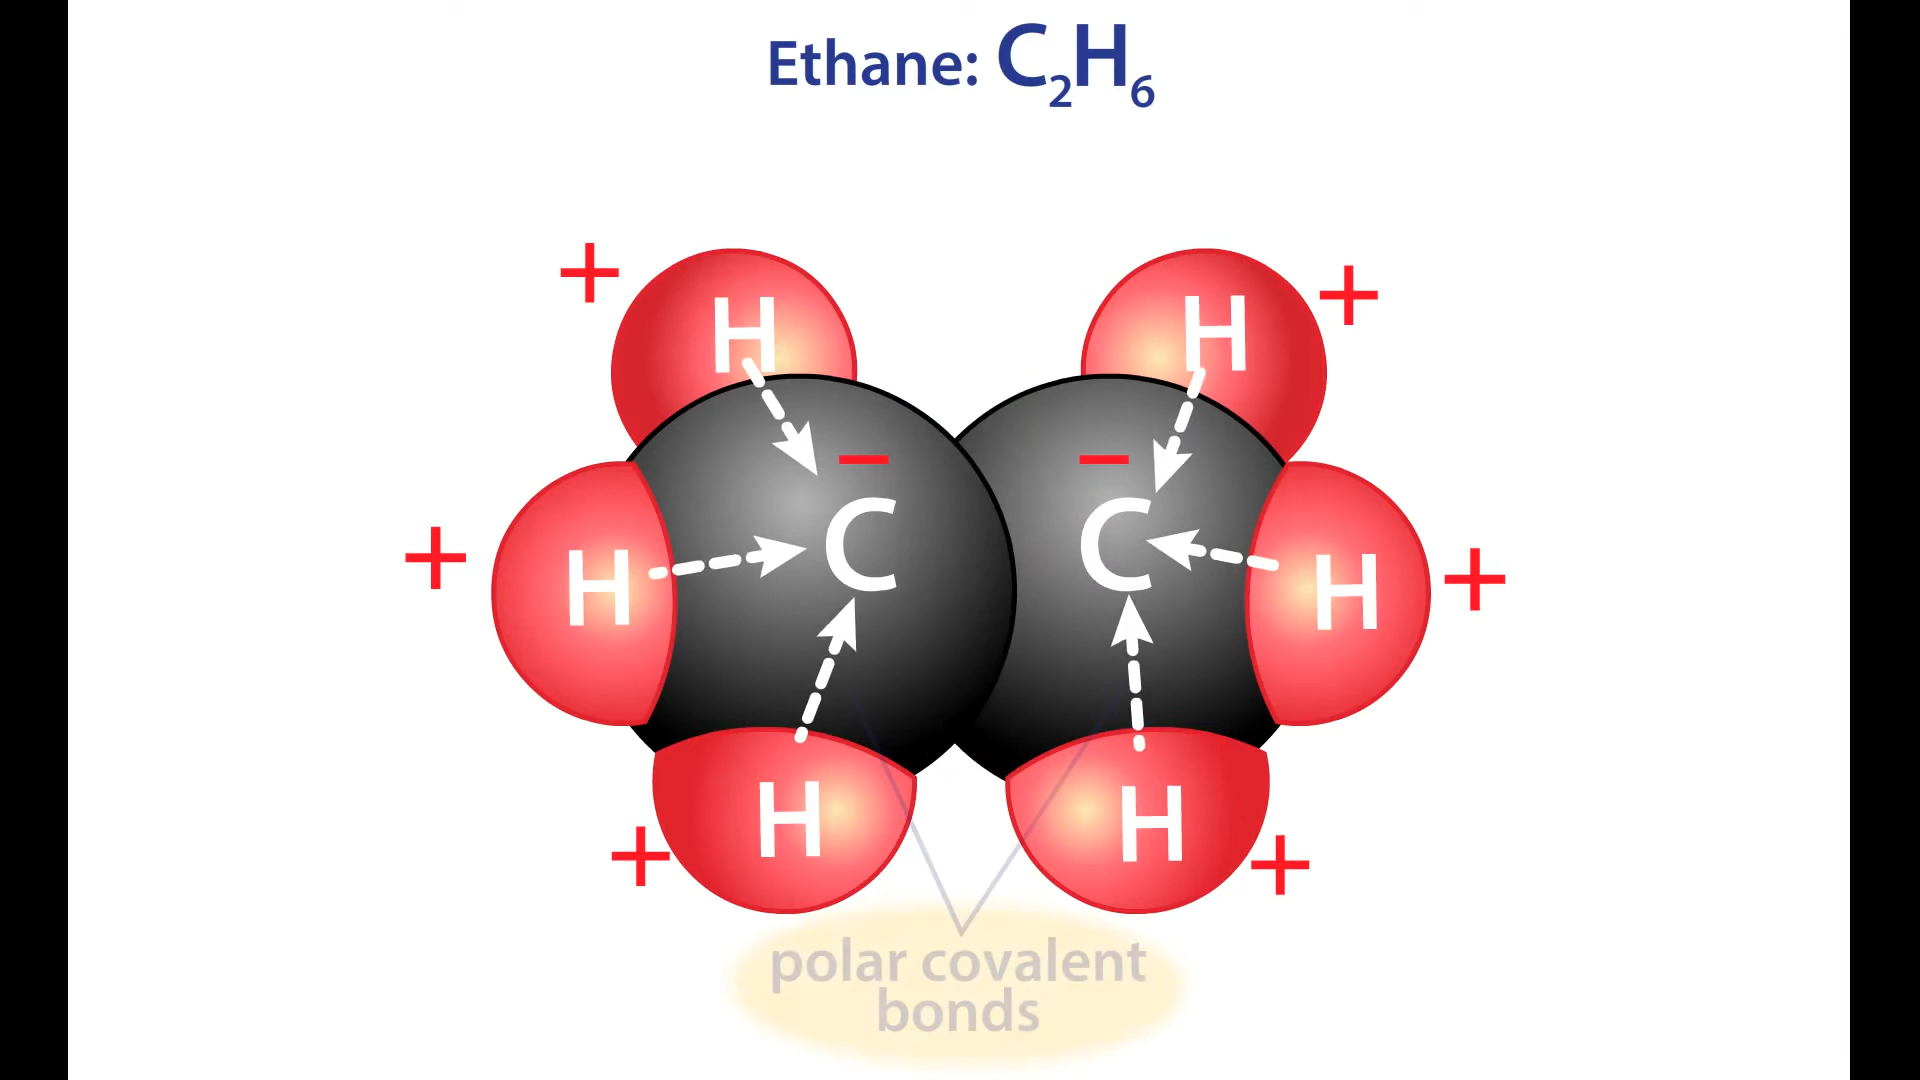 Ethane: C₂H₆
+ H H +
− −
C C
+ H H +
H H
+ +
polar covalent
bonds